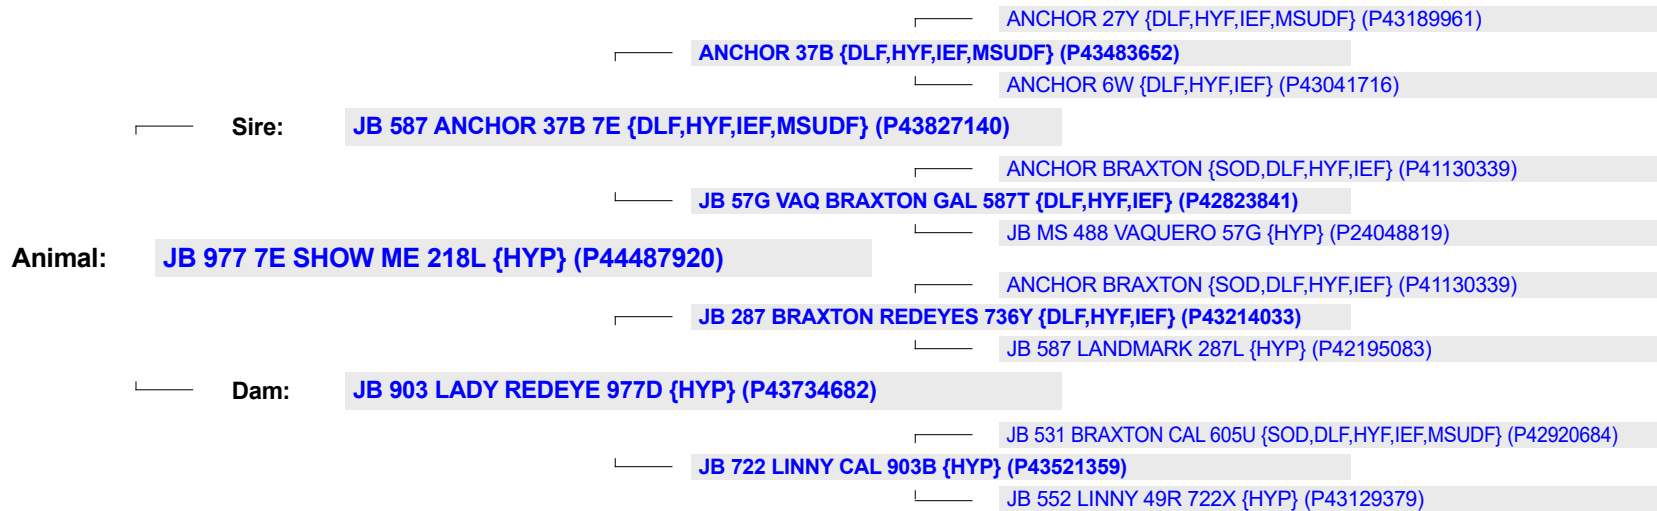 ANCHOR 27Y {DLF,HYF,IEF,MSUDF} (P43189961)
ANCHOR 37B {DLF,HYF,IEF,MSUDF} (P43483652)
ANCHOR 6W {DLF,HYF,IEF} (P43041716)
Sire: JB 587 ANCHOR 37B 7E {DLF,HYF,IEF,MSUDF} (P43827140)
ANCHOR BRAXTON {SOD,DLF,HYF,IEF} (P41130339)
JB 57G VAQ BRAXTON GAL 587T {DLF,HYF,IEF} (P42823841)
JB MS 488 VAQUERO 57G {HYP} (P24048819)
Animal: JB 977 7E SHOW ME 218L {HYP} (P44487920)
ANCHOR BRAXTON {SOD,DLF,HYF,IEF} (P41130339)
JB 287 BRAXTON REDEYES 736Y {DLF,HYF,IEF} (P43214033)
JB 587 LANDMARK 287L {HYP} (P42195083)
Dam: JB 903 LADY REDEYE 977D {HYP} (P43734682)
JB 531 BRAXTON CAL 605U {SOD,DLF,HYF,IEF,MSUDF} (P42920684)
JB 722 LINNY CAL 903B {HYP} (P43521359)
JB 552 LINNY 49R 722X {HYP} (P43129379)